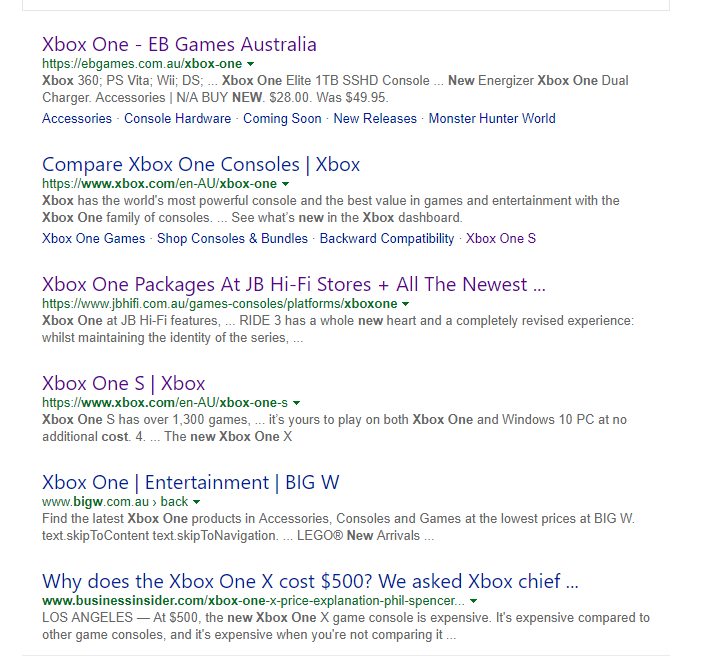 Xbox One - EB Games Australia
https://ebgames.com.au/xbox-one
Xbox 360; PS Vita; Wii; DS; ... Xbox One Elite 1TB SSHD Console ... New Energizer Xbox One Dual
Charger. Accessories | N/A BUY NEW. $28.00. Was $49.95.
Accessories · Console Hardware · Coming Soon · New Releases · Monster Hunter World
Compare Xbox One Consoles | Xbox
https://www.xbox.com/en-AU/xbox-one
Xbox has the world's most powerful console and the best value in games and entertainment with the
Xbox One family of consoles. ... See what's new in the Xbox dashboard.
Xbox One Games · Shop Consoles & Bundles · Backward Compatibility · Xbox One S
Xbox One Packages At JB Hi-Fi Stores + All The Newest ...
https://www.jbhifi.com.au/games-consoles/platforms/xboxone
Xbox One at JB Hi-Fi features, ... RIDE 3 has a whole new heart and a completely revised experience:
whilst maintaining the identity of the series, ...
Xbox One S | Xbox
https://www.xbox.com/en-AU/xbox-one-s
Xbox One S has over 1,300 games, ... it's yours to play on both Xbox One and Windows 10 PC at no
additional cost. 4. ... The new Xbox One X
Xbox One | Entertainment | BIG W
www.bigw.com.au › back
Find the latest Xbox One products in Accessories, Consoles and Games at the lowest prices at BIG W.
text.skipToContent text.skipToNavigation. ... LEGO® New Arrivals ...
Why does the Xbox One X cost $500? We asked Xbox chief ...
www.businessinsider.com/xbox-one-x-price-explanation-phil-spencer...
LOS ANGELES — At $500, the new Xbox One X game console is expensive. It's expensive compared to
other game consoles, and it's expensive when you're not comparing it ...